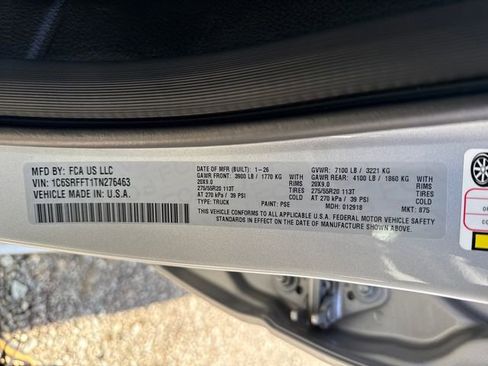 MFD BY: FCA US LLC
VIN: 1C6SRFFT1TN276463
VEHICLE MADE IN: U.S.A.
DATE OF MFR (BUILT): 1-26
GAWR FRONT: 3900 LB / 1770 KG WITH
20X9.0 RIMS
275/55R20 113T TIRES
AT 270 kPa / 39 PSI COLD
TYPE: TRUCK PAINT: PSE
GVWR: 7100 LB / 3221 KG
GAWR REAR: 4100 LB / 1860 KG WITH
20X9.0 RIMS
275/55R20 113T TIRES
AT 270 kPa / 39 PSI COLD
MDH: 012918 MKT: 875
THIS VEHICLE CONFORMS TO ALL APPLICABLE U.S.A. FEDERAL MOTOR VEHICLE SAFETY
STANDARDS IN EFFECT ON THE DATE OF MANUFACTURE SHOWN ABOVE.